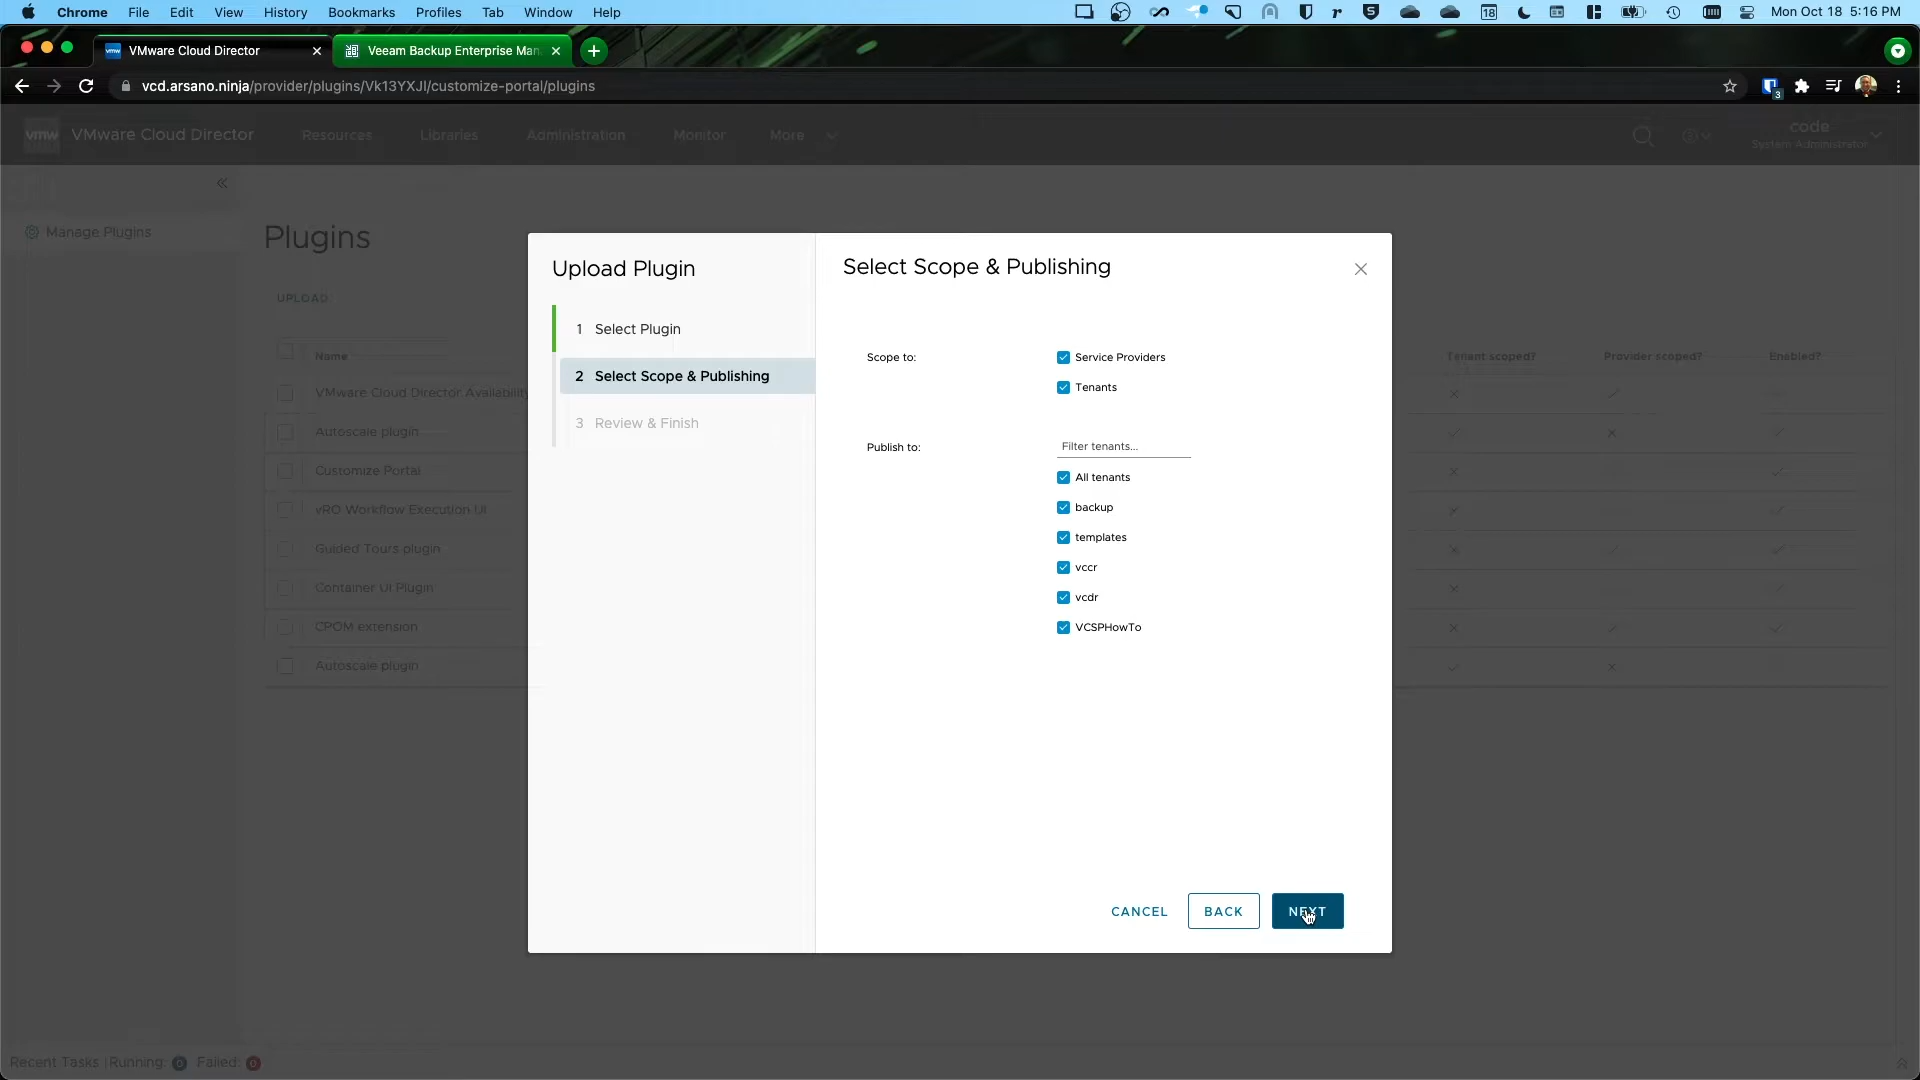 Chrome File Edit View History Bookmarks Profiles Tab Window Help 18 Mon Oct 18 5:16 PM
VMware Cloud Director Veeam Backup Enterprise Man
vcd.arsano.ninja/provider/plugins/Vk13YXJl/customize-portal/plugins 3
vmw VMware Cloud Director Resources Libraries Administration Monitor More code
System Administrator
Manage Plugins
Plugins
UPLOAD
Name Tenant scoped? Provider scoped? Enabled?
VMware Cloud Director Availability
Autoscale plugin
Customize Portal
vRO Workflow Execution UI
Guided Tours plugin
Container UI Plugin
CPOM extension
Autoscale plugin
Upload Plugin
1 Select Plugin
2 Select Scope & Publishing
3 Review & Finish
Select Scope & Publishing
Scope to: Service Providers
Tenants
Publish to: Filter tenants...
All tenants
backup
templates
vccr
vcdr
VCSPHowTo
CANCEL BACK NEXT
Recent Tasks Running: 0 Failed: 0